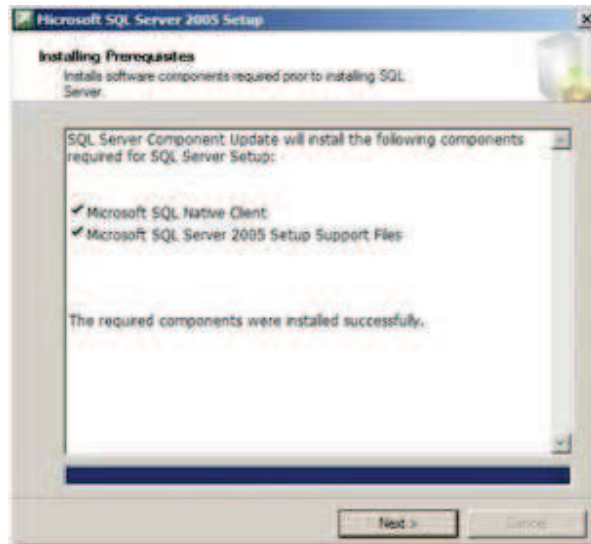 Microsoft SQL Server 2005 Setup
Installing Prerequisites
Installs software components required prior to installing SQL
Server.
SQL Server Component Update will install the following components
required for SQL Server Setup:
Microsoft SQL Native Client
Microsoft SQL Server 2005 Setup Support Files
The required components were installed successfully.
Next >
Cancel